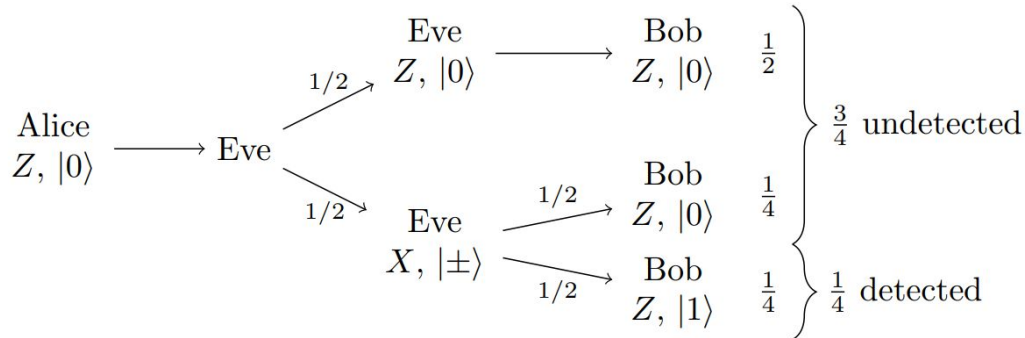 Alice
Z, |0⟩
Eve
1/2
1/2
Eve
Z, |0⟩
Eve
X, |±⟩
1/2
1/2
Bob
Z, |0⟩
Bob
Z, |0⟩
Bob
Z, |1⟩
1/2
1/4
1/4
3/4 undetected
1/4 detected